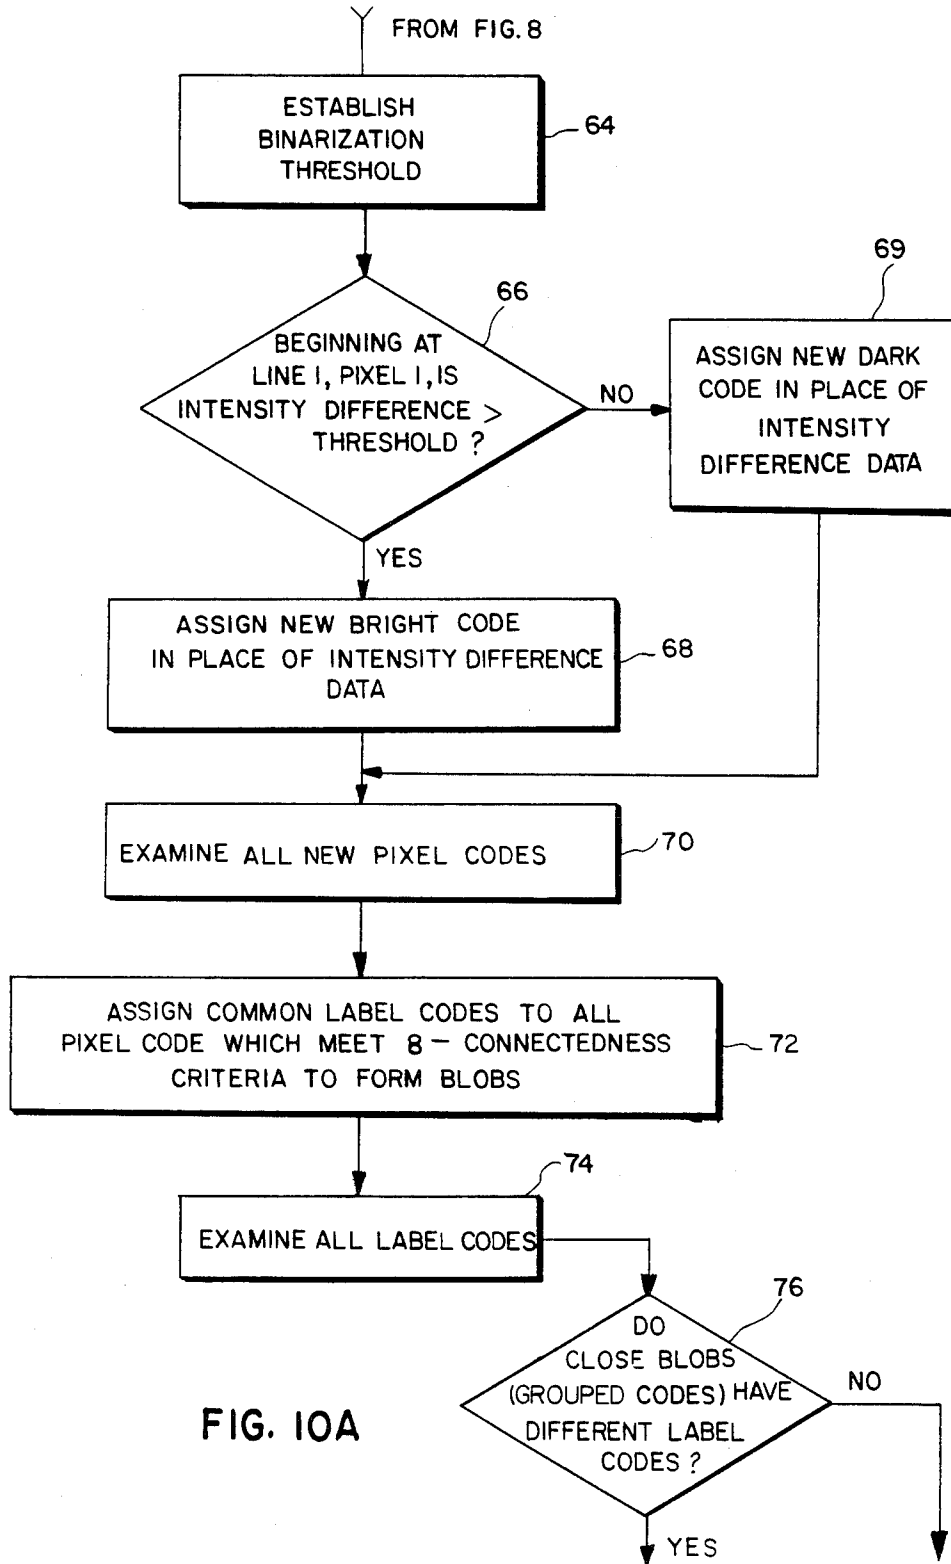 FROM FIG. 8
ESTABLISH
BINARIZATION
THRESHOLD
64
66
BEGINNING AT
LINE 1, PIXEL 1, IS
INTENSITY DIFFERENCE >
THRESHOLD ?
NO
69
ASSIGN NEW DARK
CODE IN PLACE OF
INTENSITY
DIFFERENCE DATA
YES
ASSIGN NEW BRIGHT CODE
IN PLACE OF INTENSITY DIFFERENCE
DATA
68
EXAMINE ALL NEW PIXEL CODES
70
ASSIGN COMMON LABEL CODES TO ALL
PIXEL CODE WHICH MEET 8 - CONNECTEDNESS
CRITERIA TO FORM BLOBS
72
74
EXAMINE ALL LABEL CODES
76
DO
CLOSE BLOBS
(GROUPED CODES) HAVE
DIFFERENT LABEL
CODES ?
NO
YES
FIG. 10A